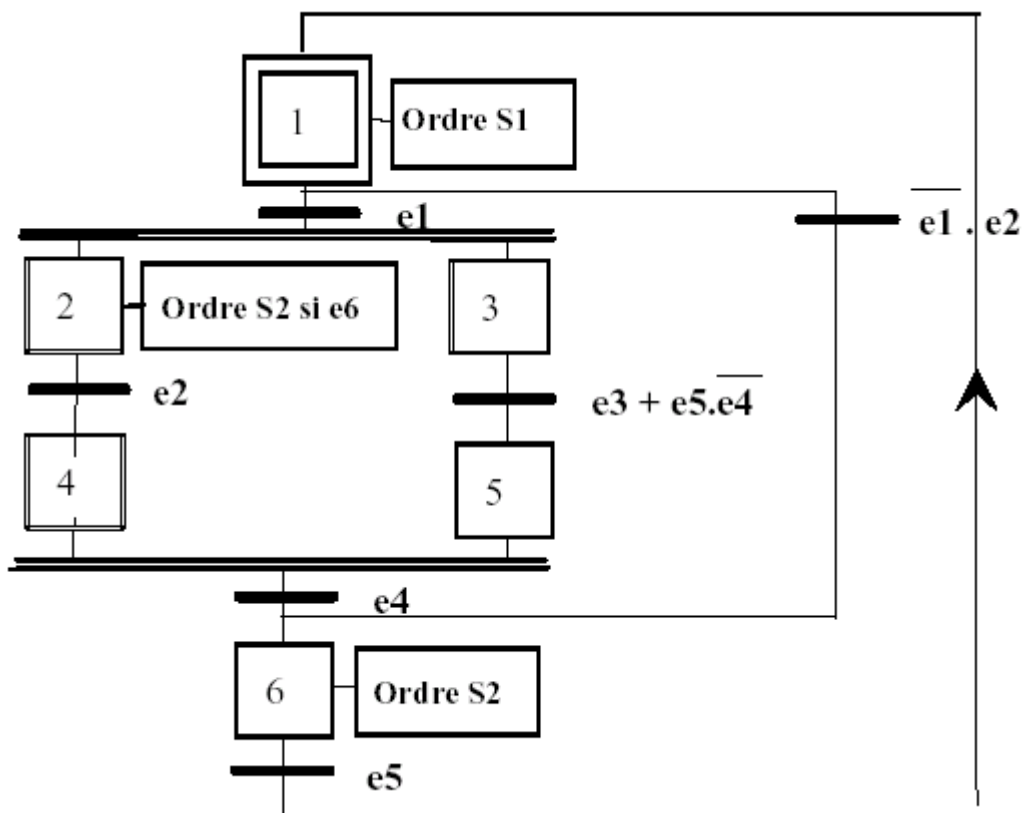 1
Ordre S1
e1
e1 . e2
2
Ordre S2 si e6
3
e2
e3 + e5.e4
4
5
e4
6
Ordre S2
e5